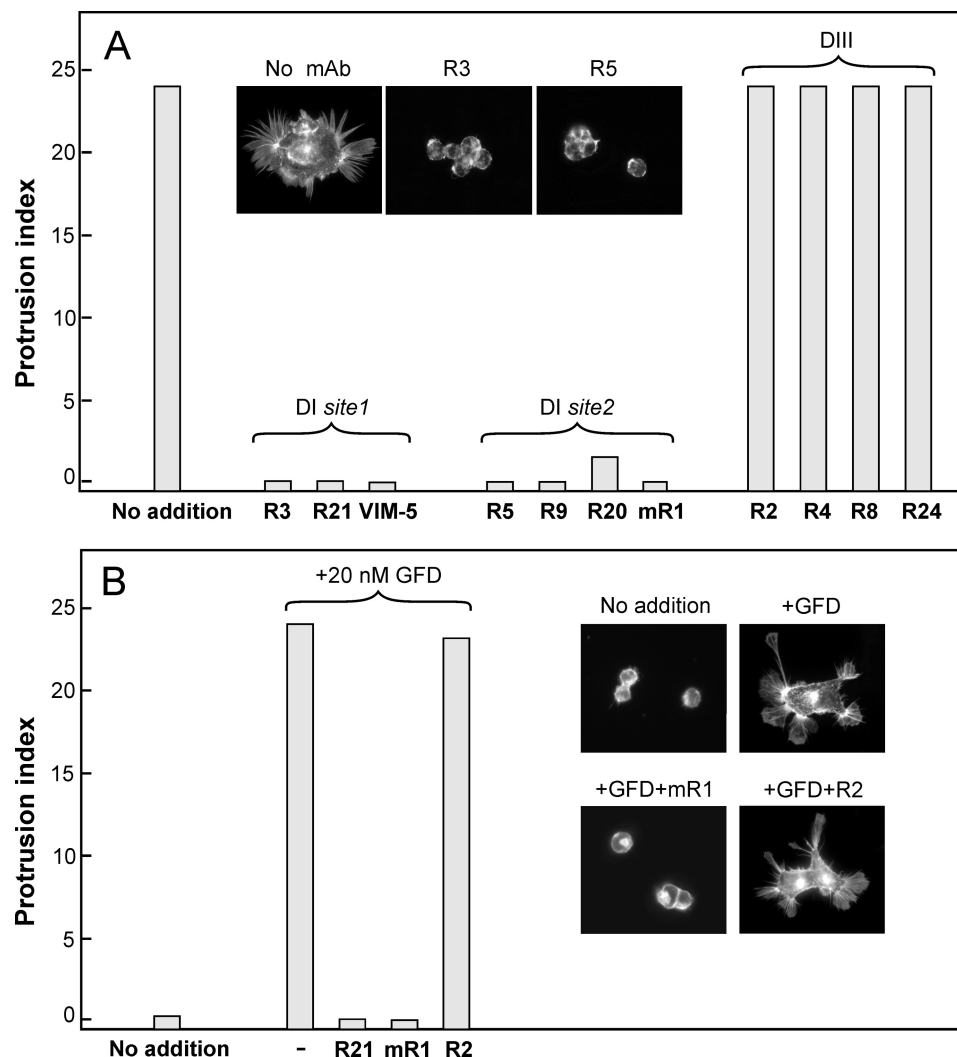 A
DIII
No mAb R3 R5
Protrusion index
25
20
15
10
5
0
DI site1 DI site2
No addition R3 R21 VIM-5 R5 R9 R20 mR1 R2 R4 R8 R24
B
+20 nM GFD
No addition +GFD
+GFD+mR1 +GFD+R2
Protrusion index
25
20
15
10
5
0
No addition - R21 mR1 R2